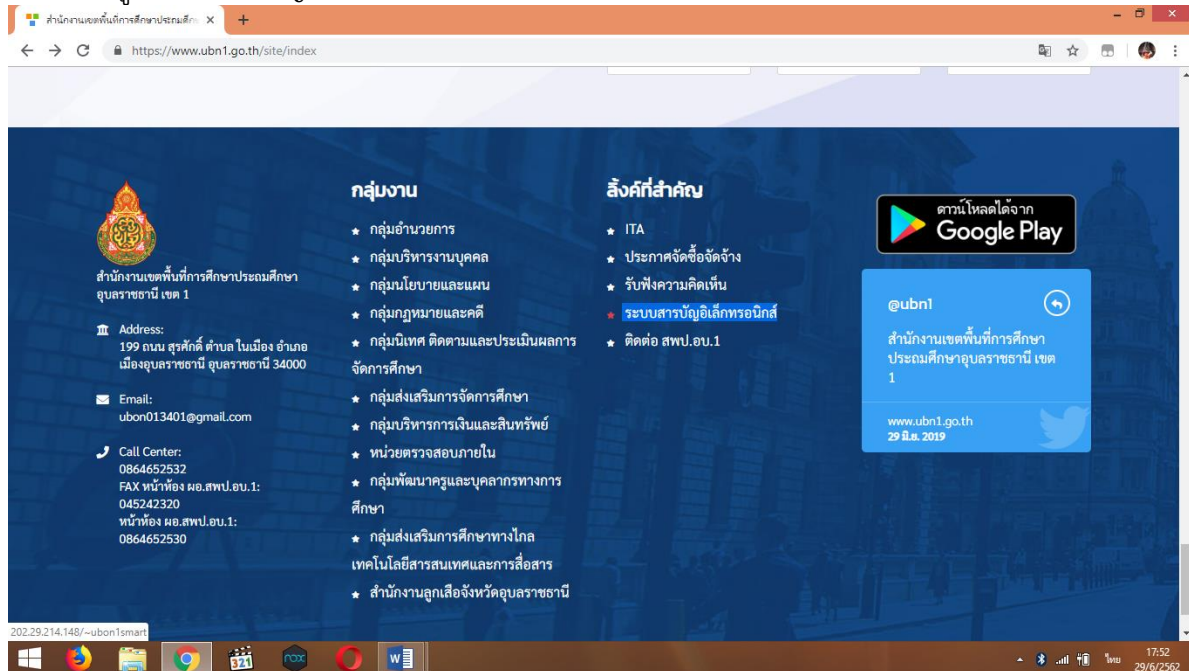 สำนักงานเขตพื้นที่การศึกษาประถมศึก
https://www.ubn1.go.th/site/index
สำนักงานเขตพื้นที่การศึกษาประถมศึกษา
อุบลราชธานี เขต 1
Address:
199 ถนน สุรศักดิ์ ตำบล ในเมือง อำเภอ
เมืองอุบลราชธานี อุบลราชธานี 34000
Email:
ubon013401@gmail.com
Call Center:
0864652532
FAX หน้าห้อง ผอ.สพป.อบ.1:
045242320
หน้าห้อง ผอ.สพป.อบ.1:
0864652530
กลุ่มงาน
กลุ่มอำนวยการ
กลุ่มบริหารงานบุคคล
กลุ่มนโยบายและแผน
กลุ่มกฎหมายและคดี
กลุ่มนิเทศ ติดตามและประเมินผลการ
จัดการศึกษา
กลุ่มส่งเสริมการจัดการศึกษา
กลุ่มบริหารการเงินและสินทรัพย์
หน่วยตรวจสอบภายใน
กลุ่มพัฒนาครูและบุคลากรทางการ
ศึกษา
กลุ่มส่งเสริมการศึกษาทางไกล
เทคโนโลยีสารสนเทศและการสื่อสาร
สำนักงานลูกเสือจังหวัดอุบลราชธานี
ลิ้งค์ที่สำคัญ
ITA
ประกาศจัดซื้อจัดจ้าง
รับฟังความคิดเห็น
ระบบสารบัญอิเล็กทรอนิกส์
ติดต่อ สพป.อบ.1
ดาวน์โหลดได้จาก
Google Play
@ubn1
สำนักงานเขตพื้นที่การศึกษา
ประถมศึกษาอุบลราชธานี เขต
1
www.ubn1.go.th
29 มิ.ย. 2019
202.29.214.148/~ubon1smart
321
nox
W
ไทย
17:52
29/6/2562